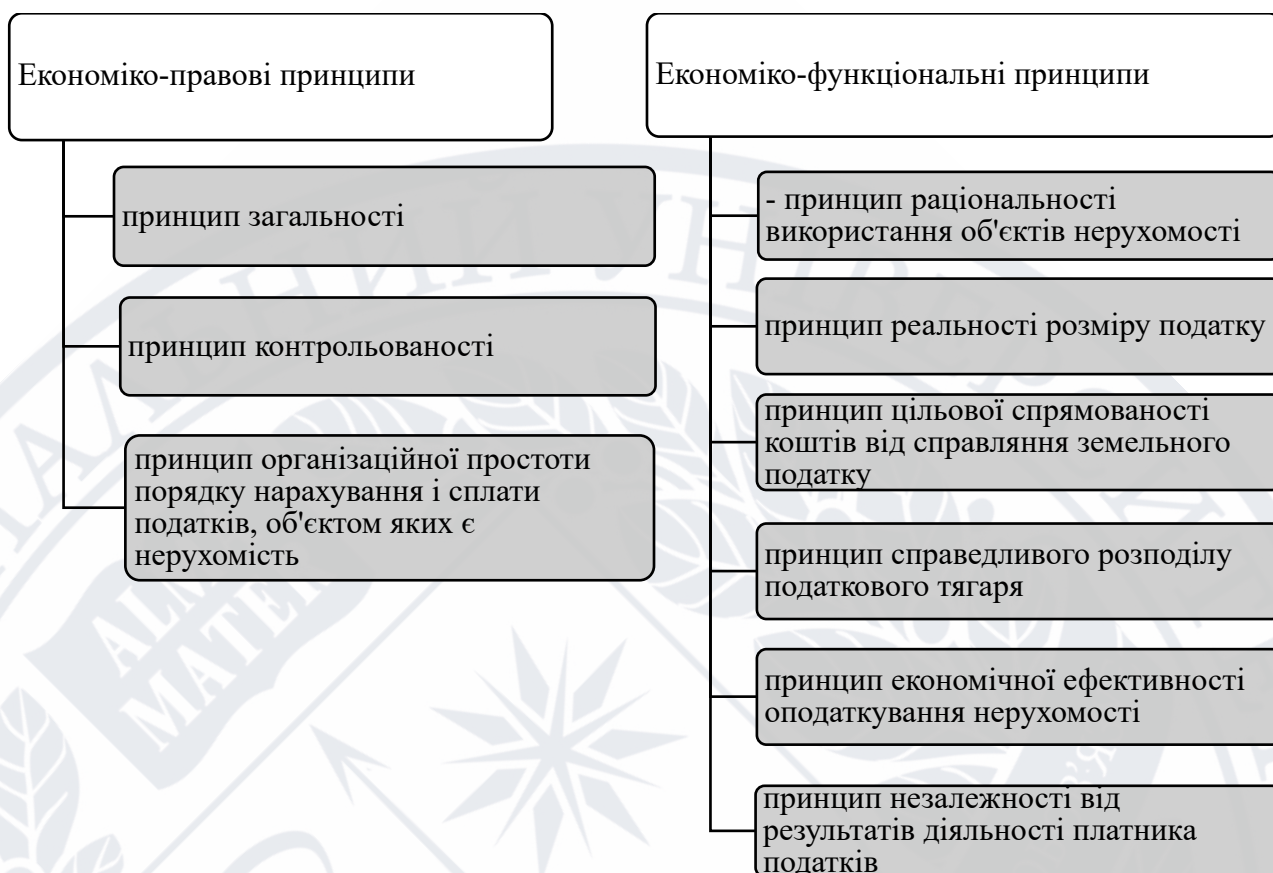 Економіко-правові принципи
принцип загальності
принцип контрольованості
принцип організаційної простоти
порядку нарахування і сплати
податків, об'єктом яких є
нерухомість
Економіко-функціональні принципи
- принцип раціональності
використання об'єктів нерухомості
принцип реальності розміру податку
принцип цільової спрямованості
коштів від справляння земельного
податку
принцип справедливого розподілу
податкового тягаря
принцип економічної ефективності
оподаткування нерухомості
принцип незалежності від
результатів діяльності платника
податків
ALMA
MATER